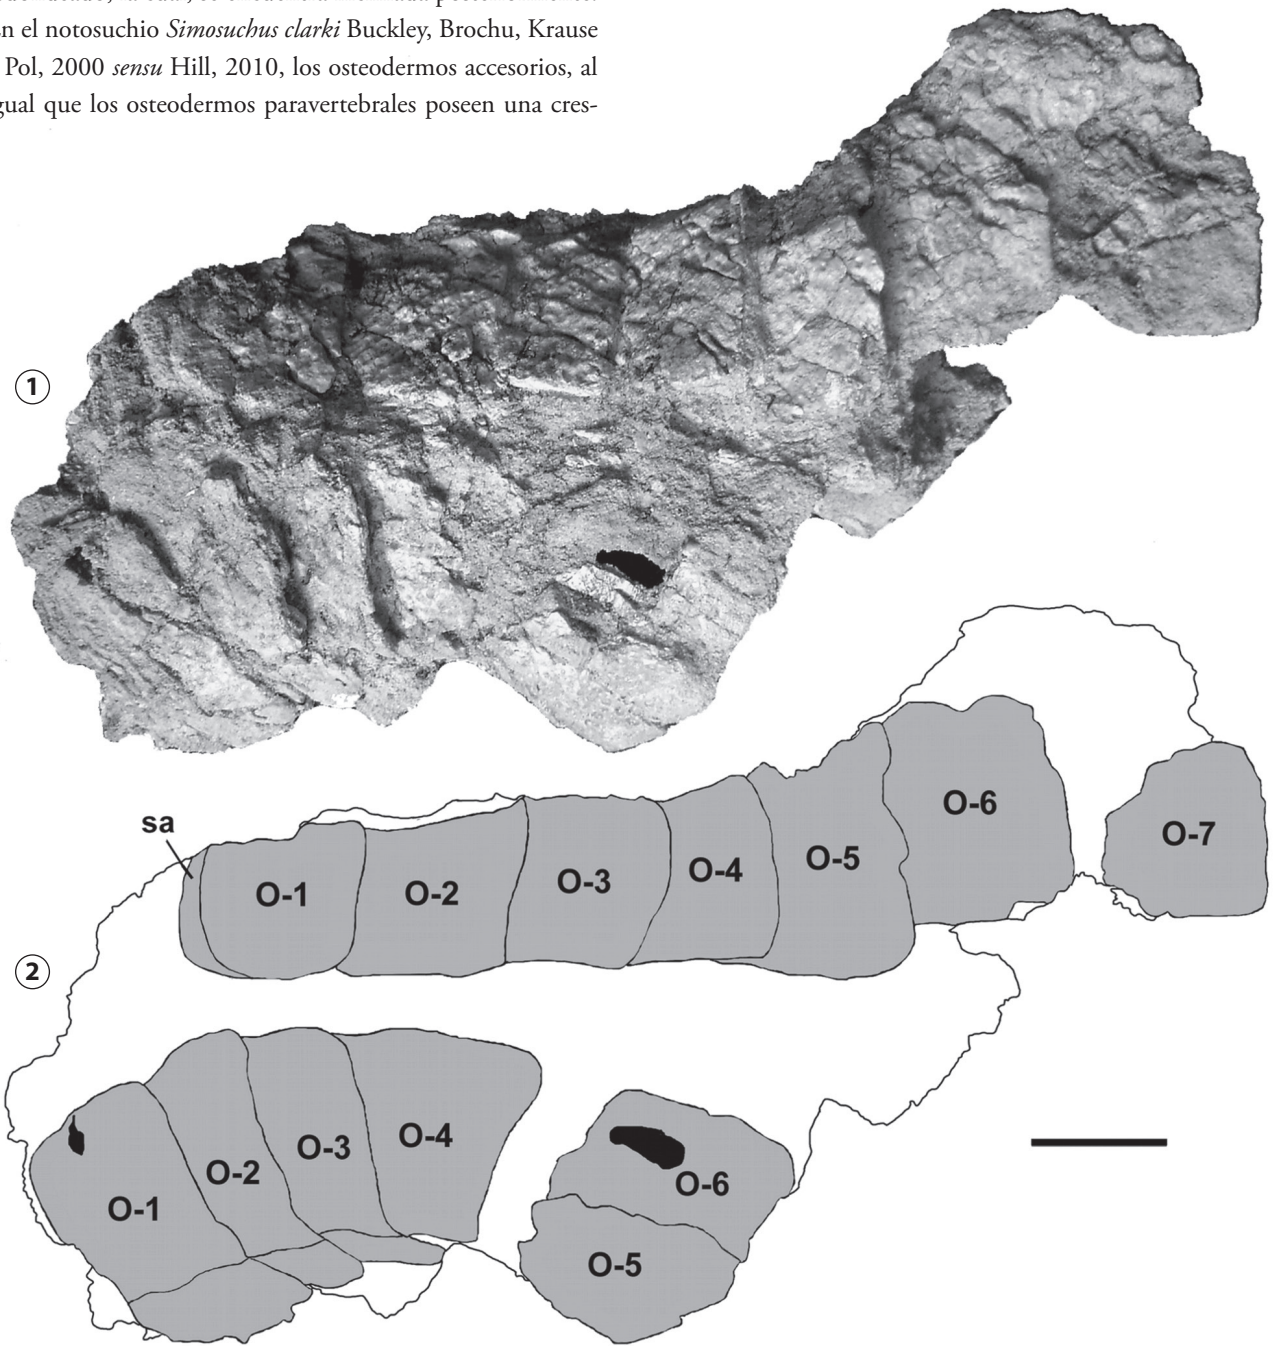 n el notosuchio Simosuchus clarki Buckley, Brochu, Krause
Pol, 2000 sensu Hill, 2010, los osteodermos accesorios, al
gual que los osteodermos paravertebrales poseen una cres-
1
sa
O-1
O-2
O-3
O-4
O-5
O-6
O-7
2
O-1
O-2
O-3
O-4
O-6
O-5